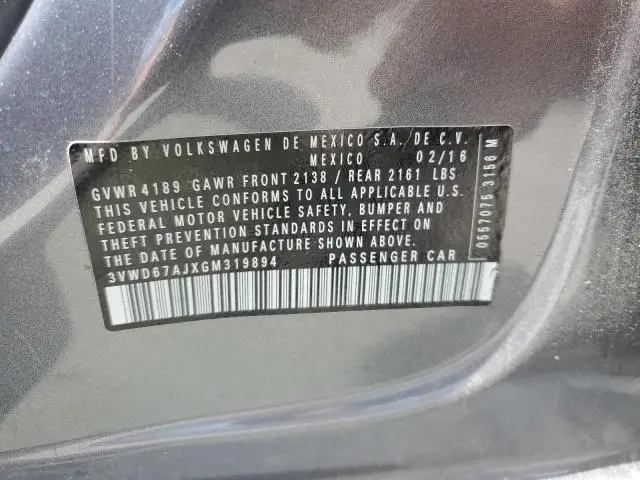 MFD BY VOLKSWAGEN DE MEXICO S.A. DE C.V.
MEXICO 02/16
GVWR 4189 GAWR FRONT 2138 / REAR 2161 LBS
THIS VEHICLE CONFORMS TO ALL APPLICABLE U.S.
FEDERAL MOTOR VEHICLE SAFETY, BUMPER AND
THEFT PREVENTION STANDARDS IN EFFECT ON
THE DATE OF MANUFACTURE SHOWN ABOVE.
3VWD67AJXGM319894 PASSENGER CAR
0557075 3156 M